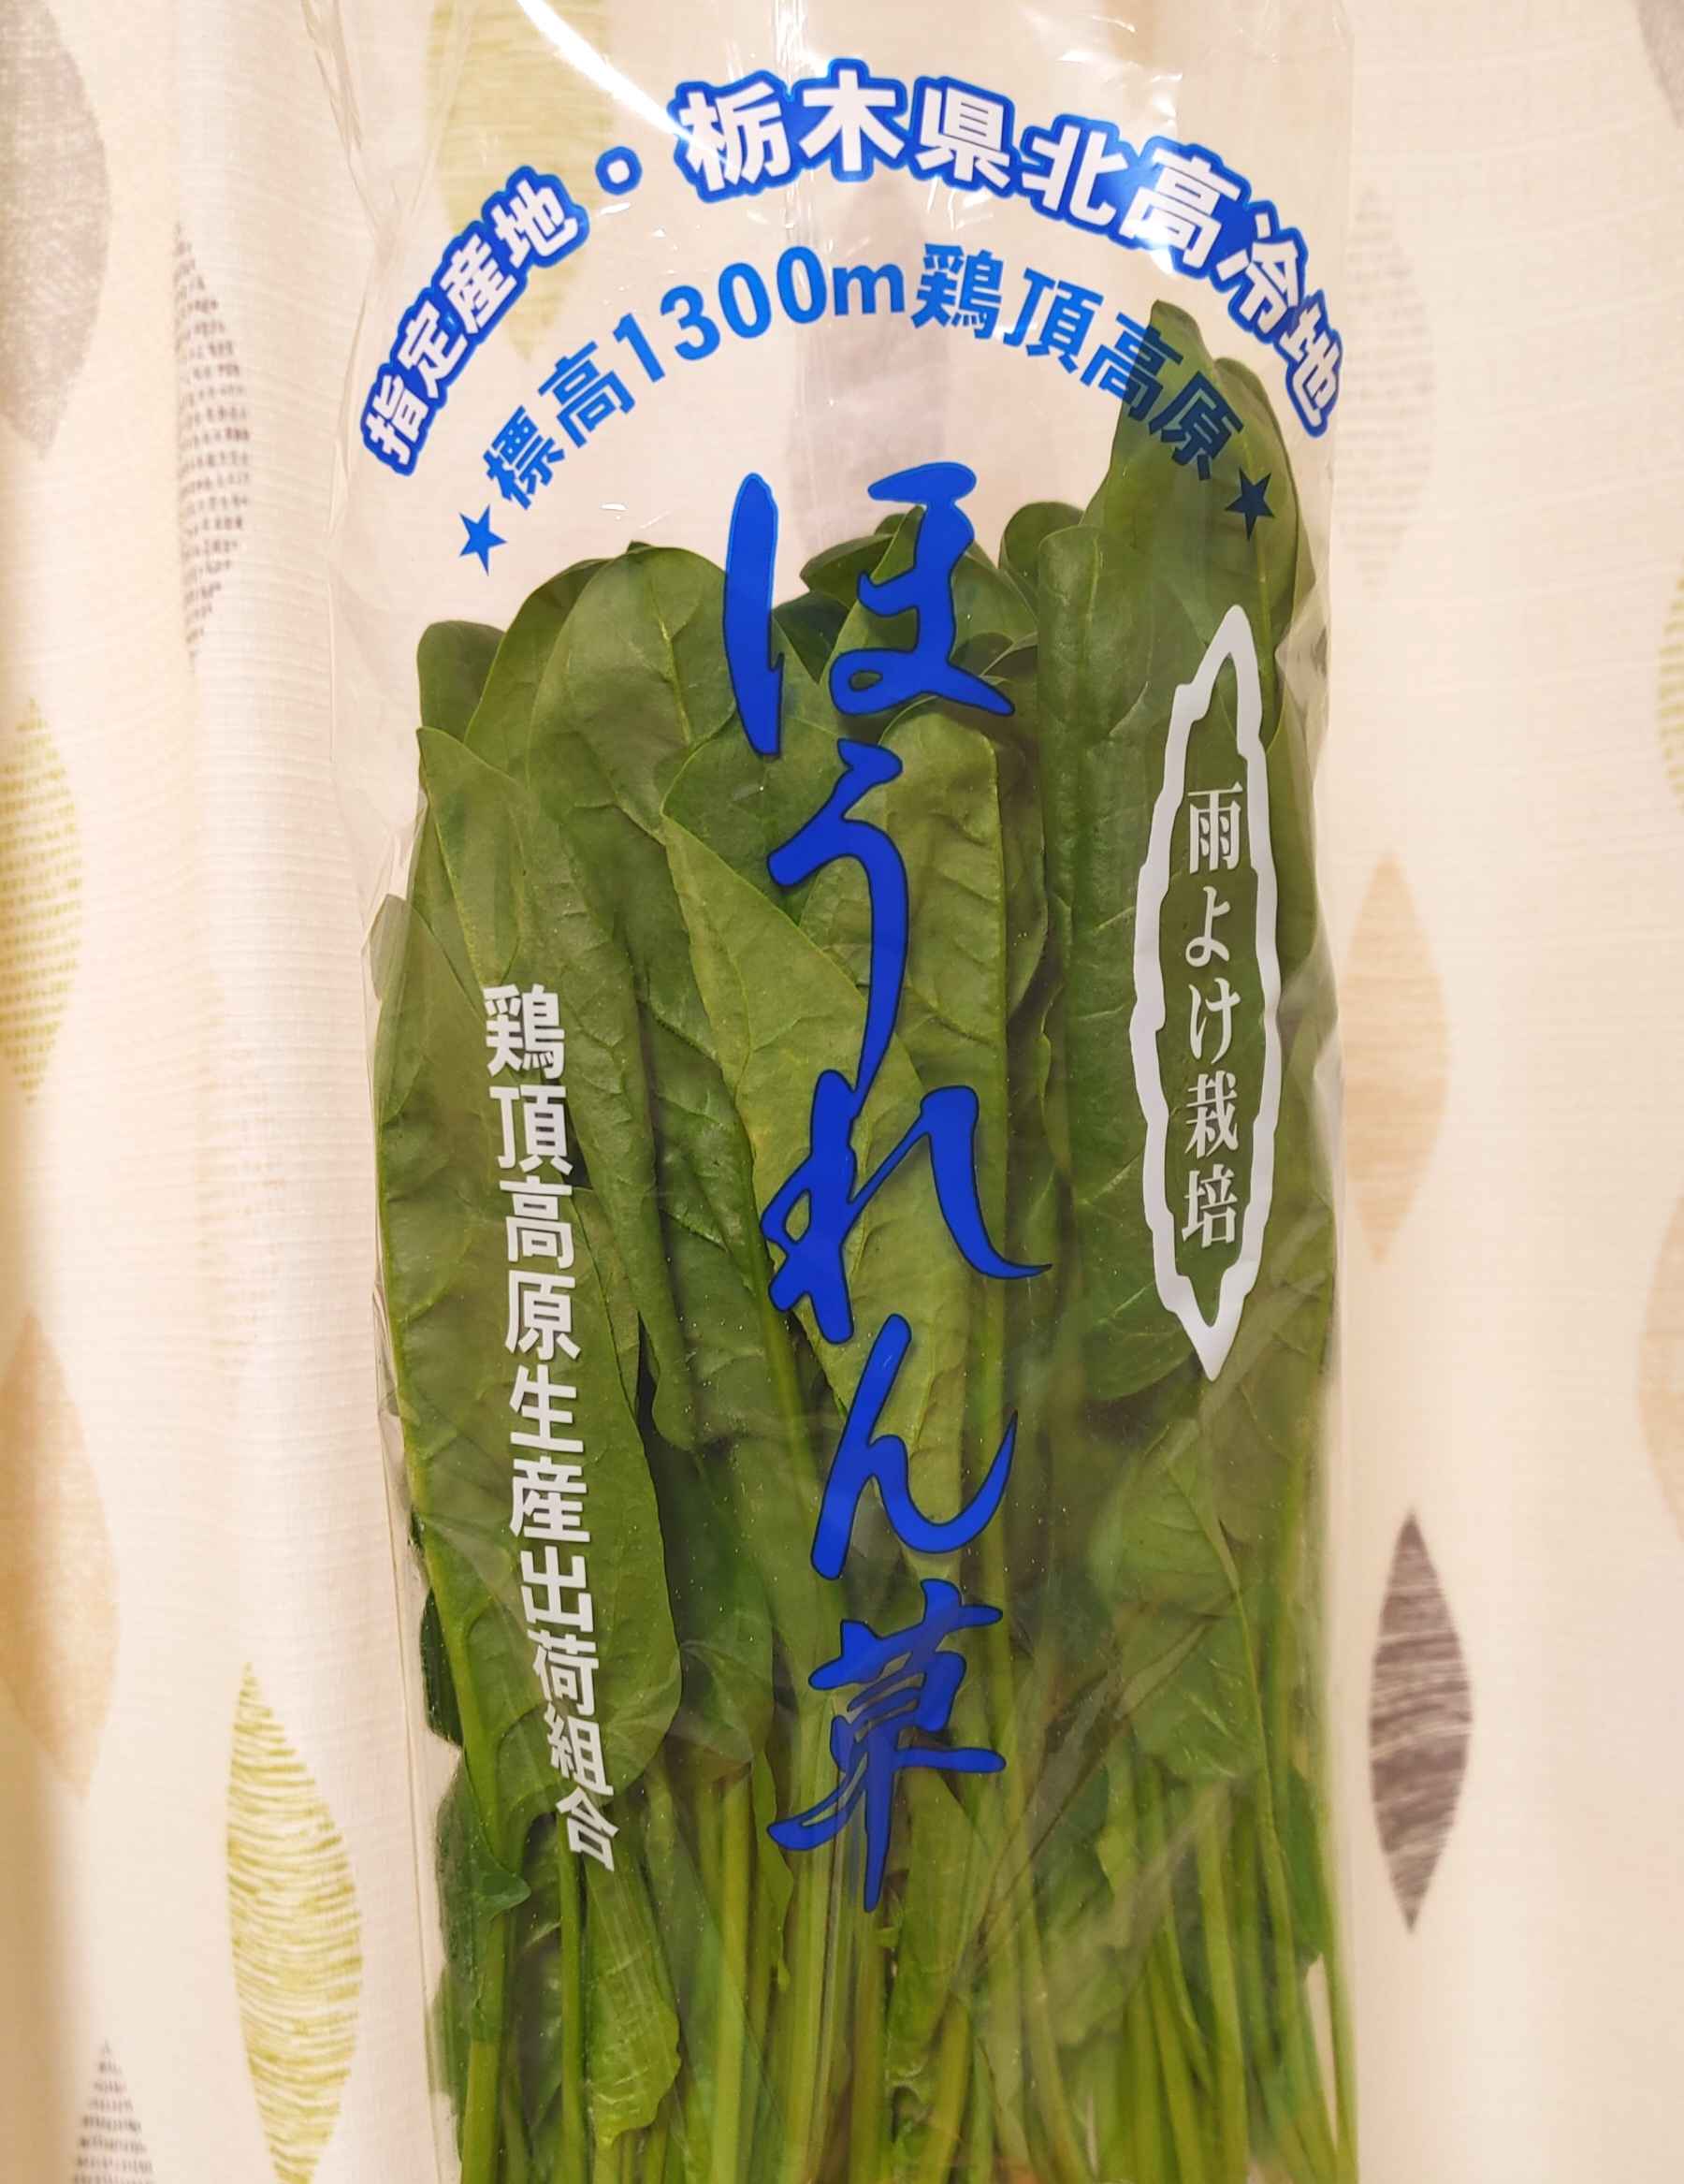 指定産地・栃木県北高冷地
★標高1300m鶏頂高原★
ほうれん草
雨よけ栽培
鶏頂高原生産出荷組合